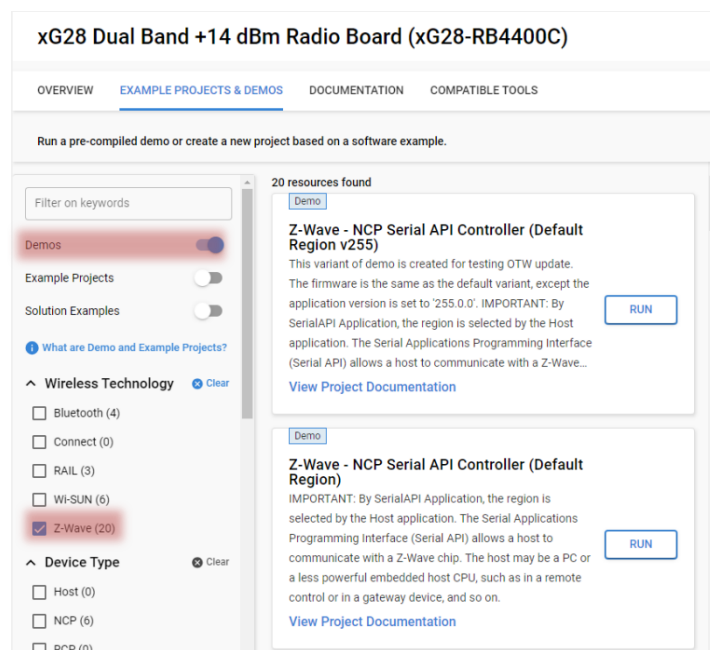 xG28 Dual Band +14 dBm Radio Board (xG28-RB4400C)
OVERVIEW
EXAMPLE PROJECTS & DEMOS
DOCUMENTATION
COMPATIBLE TOOLS
Run a pre-compiled demo or create a new project based on a software example.
Filter on keywords
Demos
Example Projects
Solution Examples
What are Demo and Example Projects?
Wireless Technology
Clear
Bluetooth (4)
Connect (0)
RAIL (3)
Wi-SUN (6)
Z-Wave (20)
Device Type
Clear
Host (0)
NCP (6)
RCP (0)
20 resources found
Demo
Z-Wave - NCP Serial API Controller (Default
Region v255)
This variant of demo is created for testing OTW update.
The firmware is the same as the default variant, except the
application version is set to '255.0.0'. IMPORTANT: By
SerialAPI Application, the region is selected by the Host
application. The Serial Applications Programming Interface
(Serial API) allows a host to communicate with a Z-Wave...
View Project Documentation
RUN
Demo
Z-Wave - NCP Serial API Controller (Default
Region)
IMPORTANT: By SerialAPI Application, the region is
selected by the Host application. The Serial Applications
Programming Interface (Serial API) allows a host to
communicate with a Z-Wave chip. The host may be a PC or
a less powerful embedded host CPU, such as in a remote
control or in a gateway device, and so on.
View Project Documentation
RUN